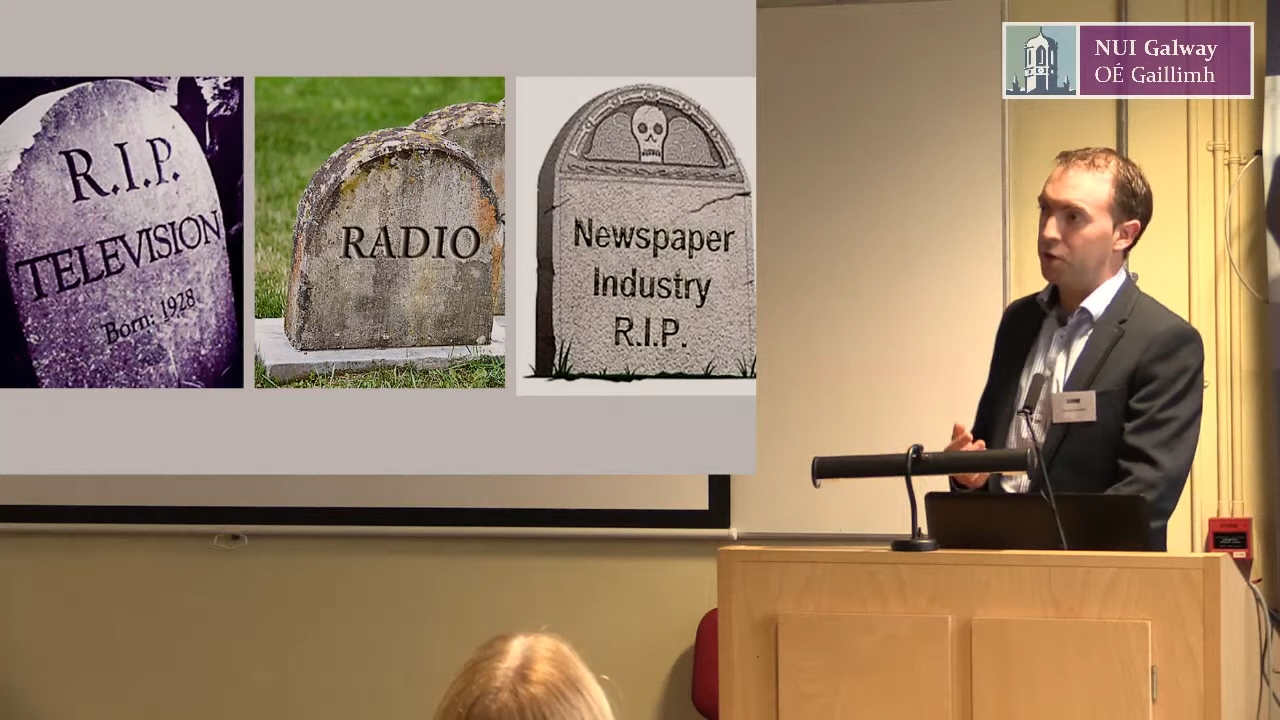 R.I.P.
TELEVISION
Born: 1928
RADIO
Newspaper
Industry
R.I.P.
NUI Galway
OÉ Gaillimh